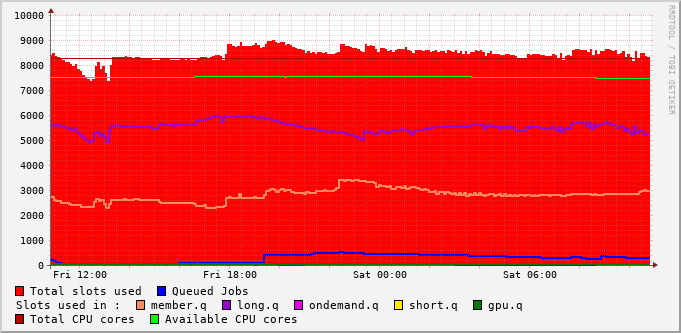 10000
9000
8000
7000
6000
5000
4000
3000
2000
1000
0
Fri 12:00 Fri 18:00 Sat 00:00 Sat 06:00
RRDTOOL / TOBI OETIKER
Total slots used Queued Jobs
Slots used in : member.q long.q ondemand.q short.q gpu.q
Total CPU cores Available CPU cores